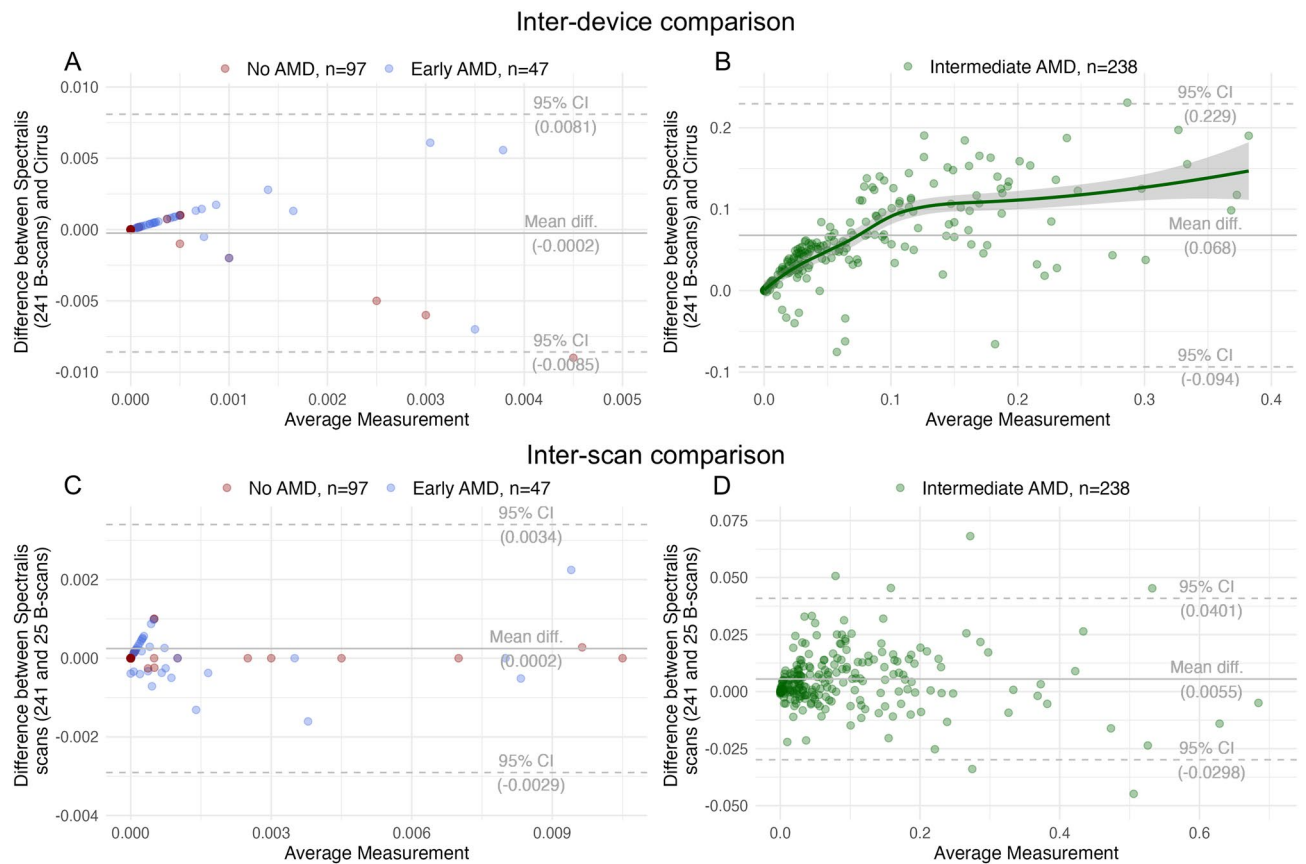 Inter-device comparison
A
No AMD, n=97 Early AMD, n=47
Difference between Spectralis
(241 B-scans) and Cirrus
0.010
0.005
0.000
-0.005
-0.010
95% CI
(0.0081)
Mean diff.
(-0.0002)
95% CI
(-0.0085)
0.000 0.001 0.002 0.003 0.004 0.005
Average Measurement
B
Intermediate AMD, n=238
Difference between Spectralis
(241 B-scans) and Cirrus
0.2
0.1
0.0
-0.1
95% CI
(0.229)
Mean diff.
(0.068)
95% CI
(-0.094)
0.0 0.1 0.2 0.3 0.4
Average Measurement
Inter-scan comparison
C
No AMD, n=97 Early AMD, n=47
Difference between Spectralis
scans (241 and 25 B-scans)
0.002
0.000
-0.002
-0.004
95% CI
(0.0034)
Mean diff.
(0.0002)
95% CI
(-0.0029)
0.000 0.003 0.006 0.009
Average Measurement
D
Intermediate AMD, n=238
Difference between Spectralis
scans (241 and 25 B-scans)
0.075
0.050
0.025
0.000
-0.025
-0.050
95% CI
(0.0401)
Mean diff.
(0.0055)
95% CI
(-0.0298)
0.0 0.2 0.4 0.6
Average Measurement